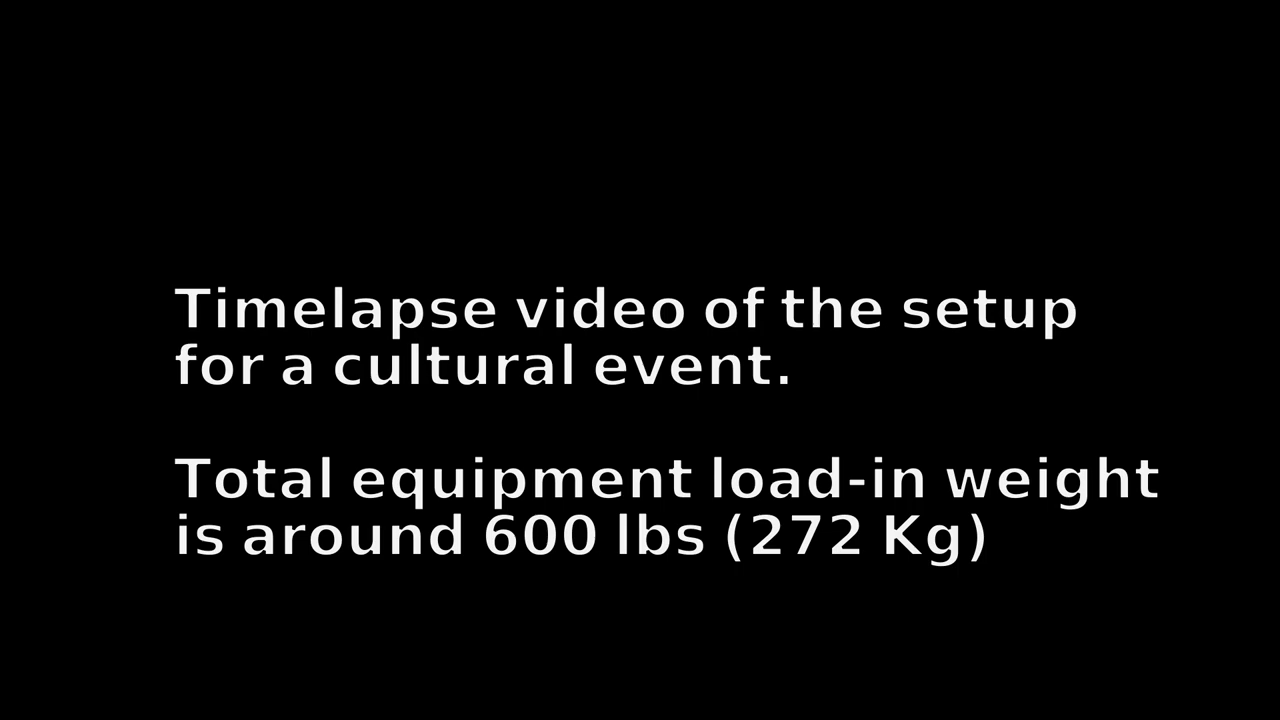 Timelapse video of the setup
for a cultural event.
Total equipment load-in weight
is around 600 lbs (272 Kg)